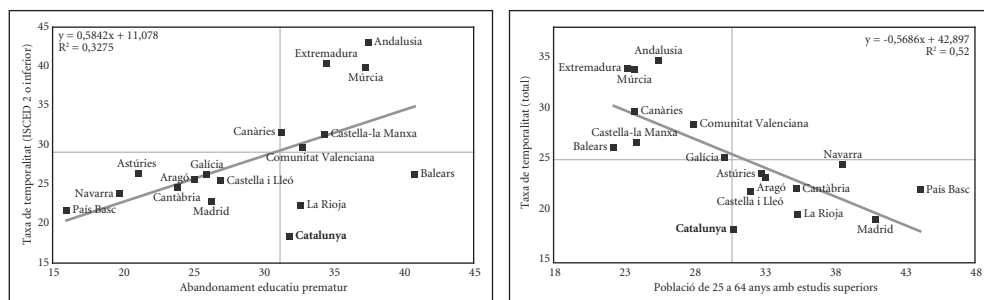 y = 0,5842x + 11,078
R² = 0,3275
Taxa de temporalitat (ISCED 2 o inferior)
45
40
35
30
25
20
15
Andalusia
Extremadura
Múrcia
Canàries
Castella-la Manxa
Comunitat Valenciana
Astúries
Galícia
Balears
Aragó
Castella i Lleó
Navarra
Cantàbria
Madrid
País Basc
La Rioja
Catalunya
15 20 25 30 35 40 45
Abandonament educatiu prematur
y = -0,5686x + 42,897
R² = 0,52
Taxa de temporalitat (total)
35
30
25
20
15
Andalusia
Extremadura
Múrcia
Canàries
Comunitat Valenciana
Castella-la Manxa
Balears
Galícia
Navarra
Astúries
Aragó
Cantàbria
País Basc
Castella i Lleó
La Rioja
Madrid
Catalunya
18 23 28 33 38 43 48
Població de 25 a 64 anys amb estudis superiors